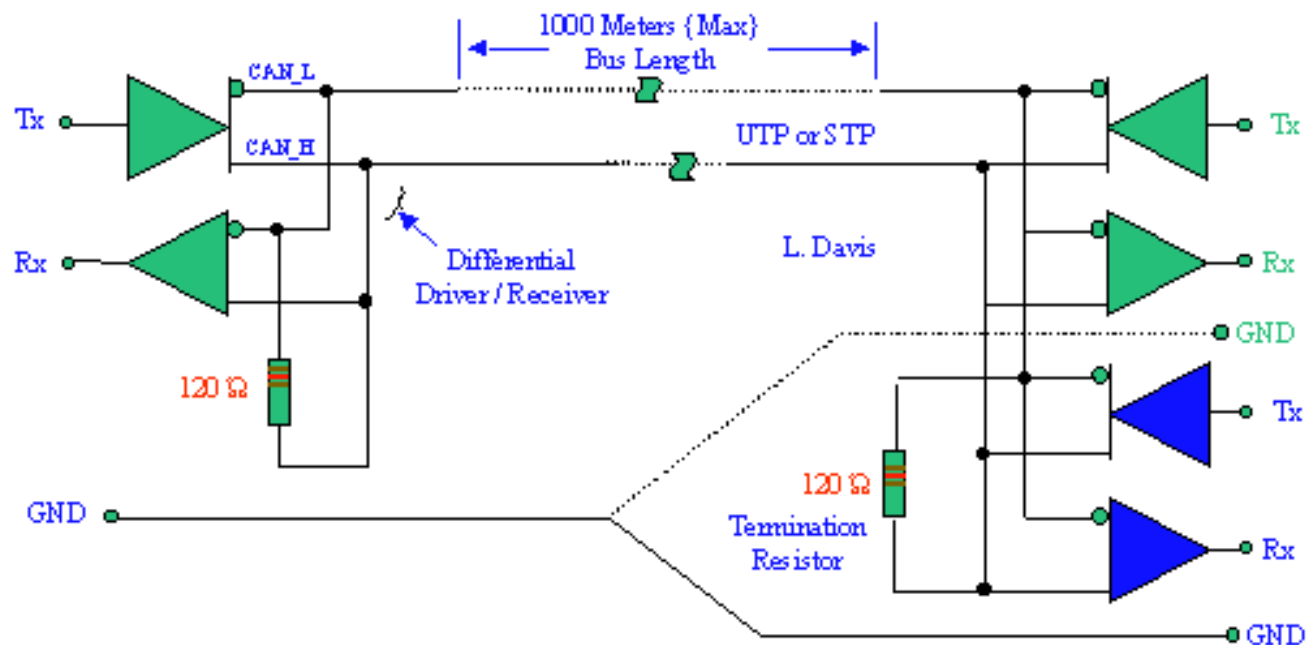 1000 Meters {Max}
Bus Length
CAN_L
Tx
Tx
CAN_H
UTP or STP
Rx
Differential
Driver / Receiver
L. Davis
Rx
GND
120 Ω
Tx
120 Ω
GND
Termination
Resistor
Rx
GND